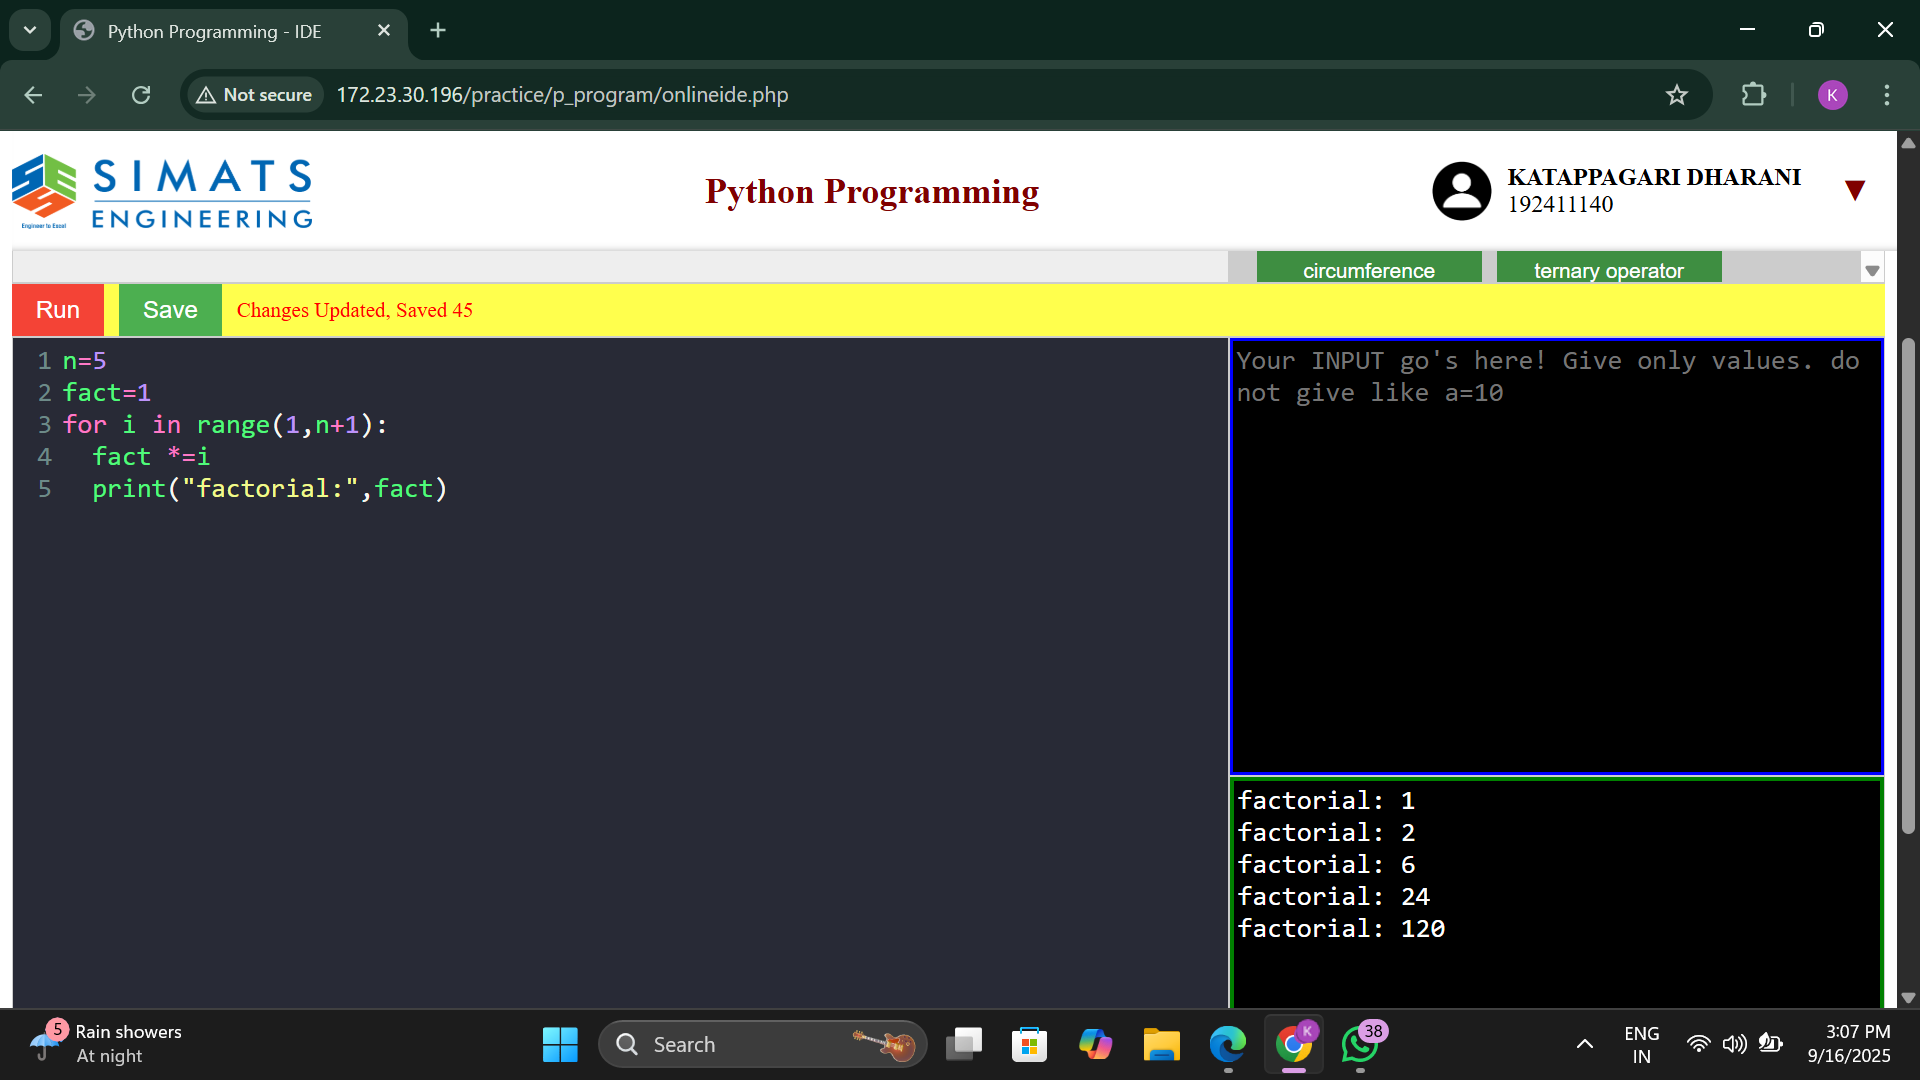 Python Programming - IDE
Not secure
172.23.30.196/practice/p_program/onlineide.php
K
SIMATS
ENGINEERING
Engineer to Excel
Python Programming
KATAPPAGARI DHARANI
192411140
circumference
ternary operator
Run
Save
Changes Updated, Saved 45
1 n=5
2 fact=1
3 for i in range(1,n+1):
4   fact *=i
5   print("factorial:",fact)
Your INPUT go's here! Give only values. do
not give like a=10
factorial: 1
factorial: 2
factorial: 6
factorial: 24
factorial: 120
5
Rain showers
At night
Search
K
38
ENG
IN
3:07 PM
9/16/2025